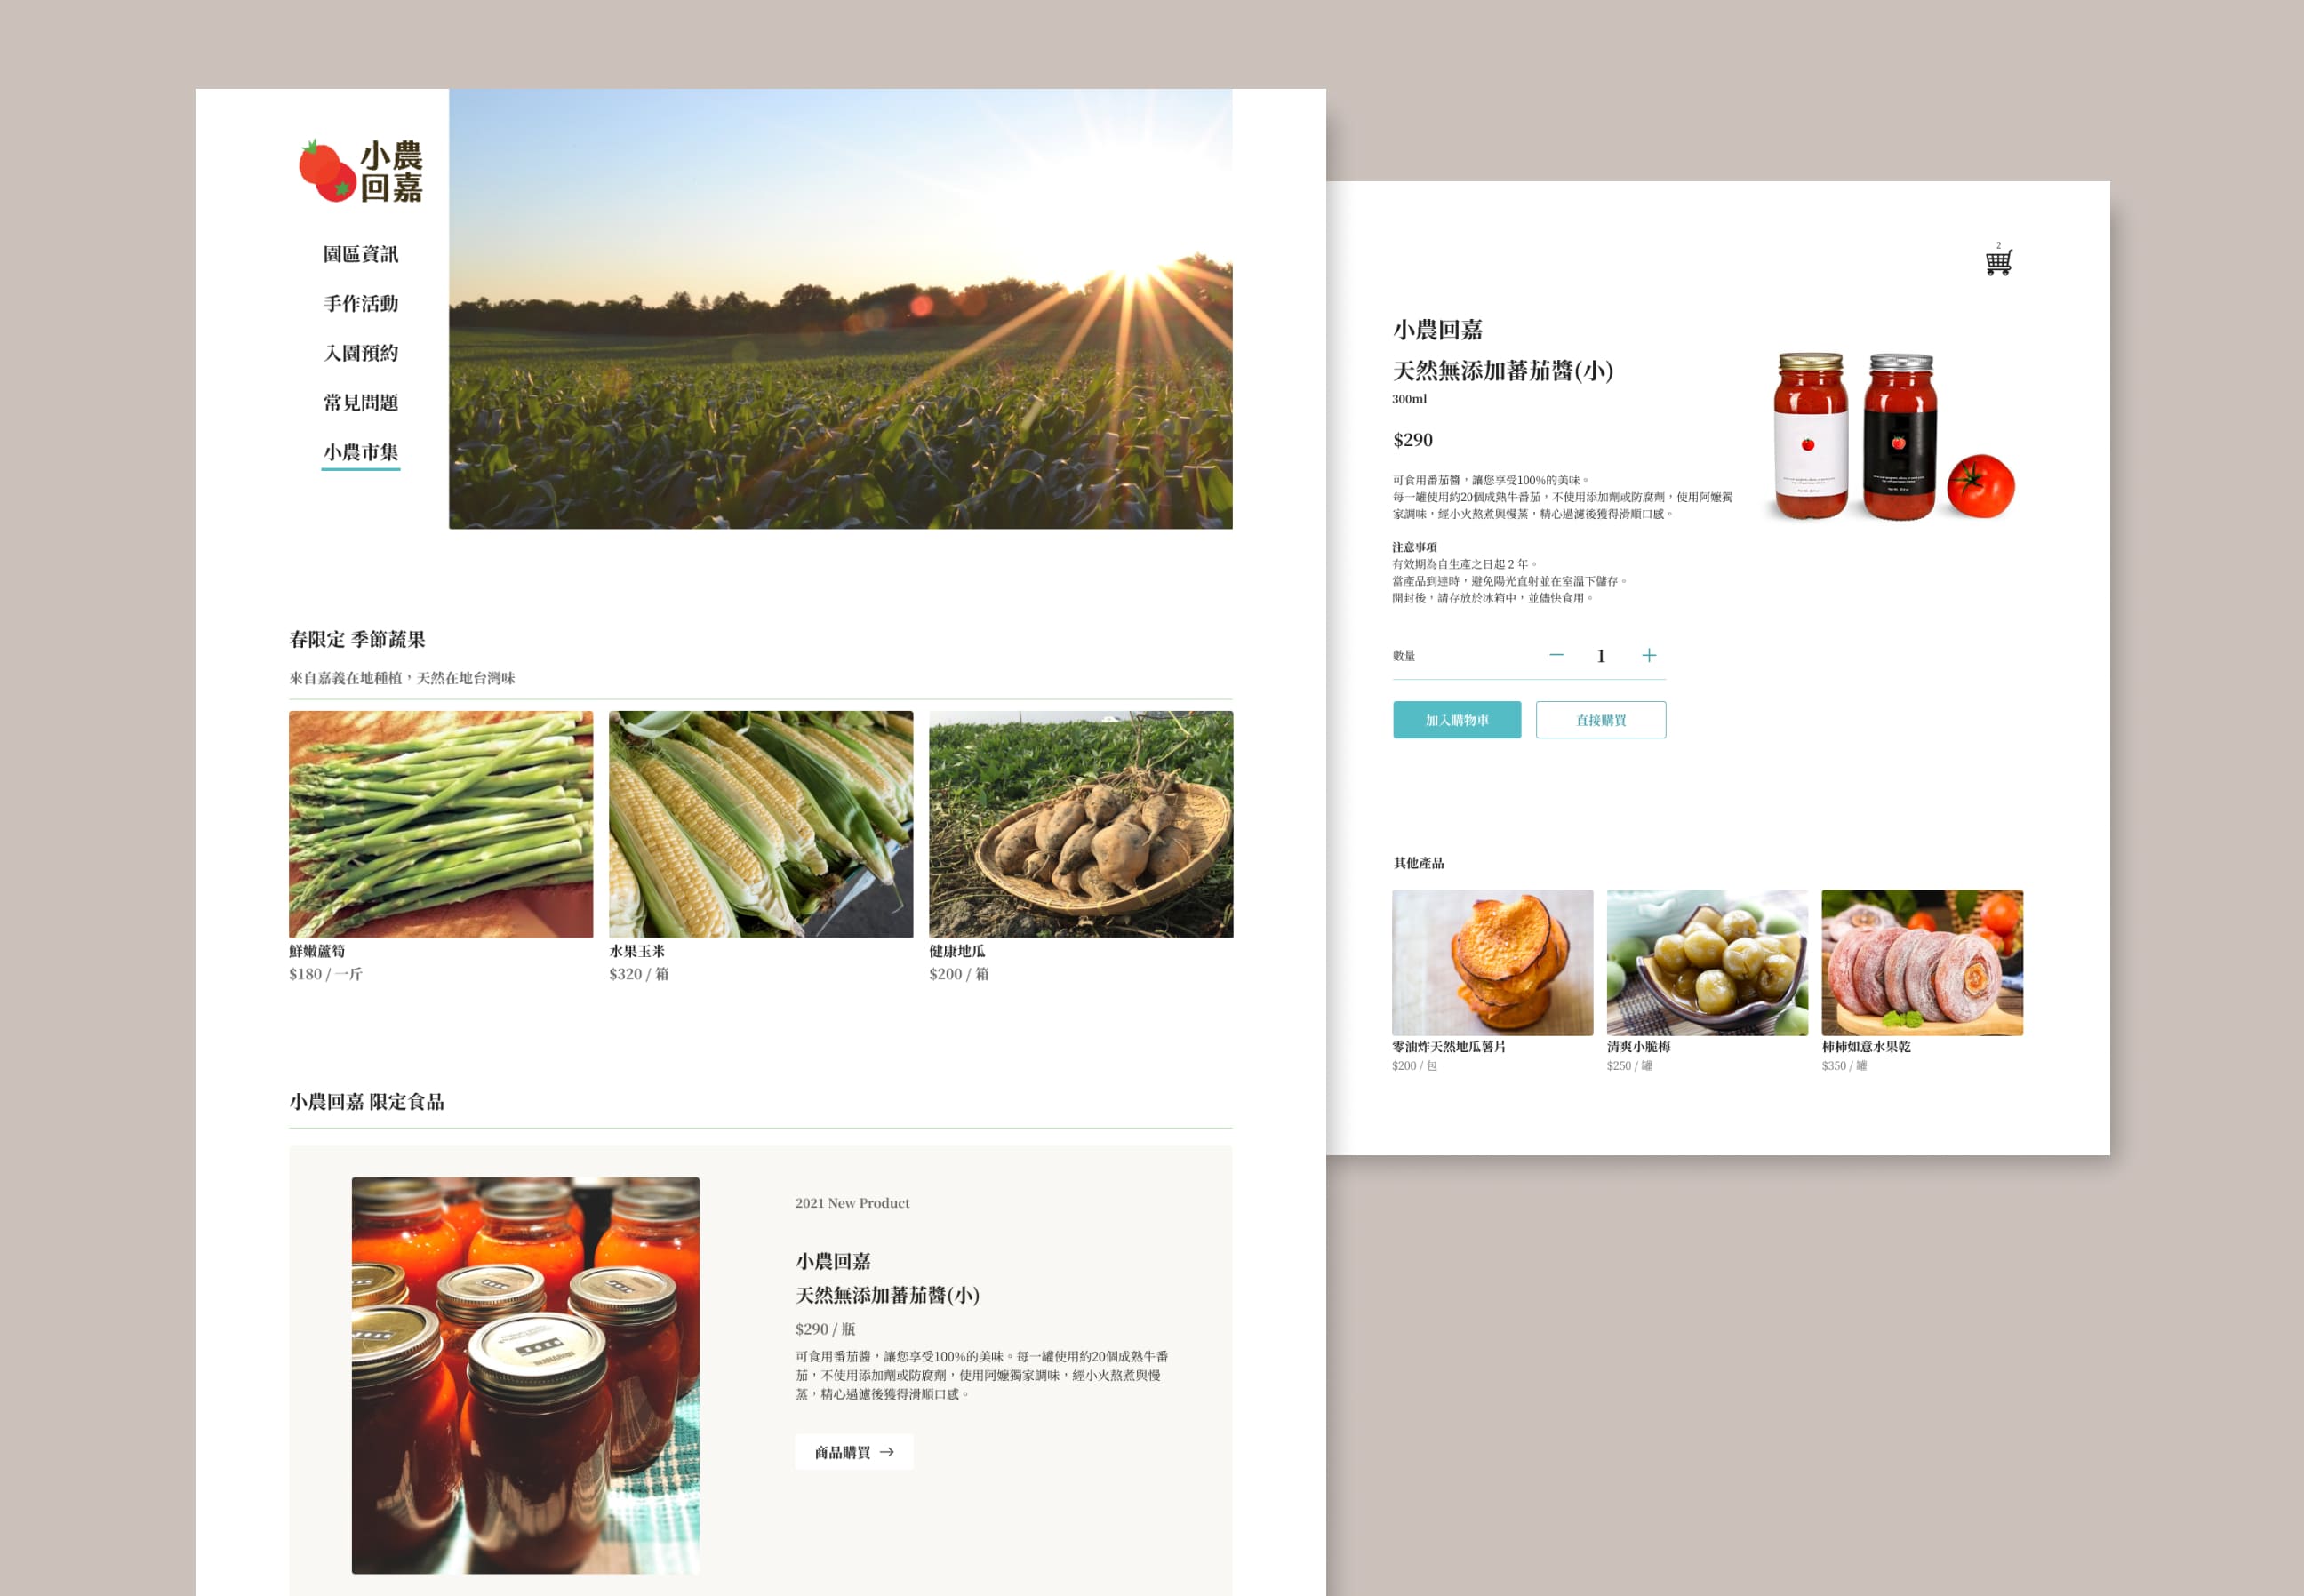 小農
回嘉
園區資訊
手作活動
入園預約
常見問題
小農市集
春限定 季節蔬果
來自嘉義在地種植，天然在地台灣味
鮮嫩蘆筍
$180 / 一斤
水果玉米
$320 / 箱
健康地瓜
$200 / 箱
小農回嘉 限定食品
2021 New Product
小農回嘉
天然無添加蕃茄醬(小)
$290 / 瓶
可食用番茄醬，讓您享受100%的美味。每一罐使用約20個成熟牛番
茄，不使用添加劑或防腐劑，使用阿嬤獨家調味，經小火熬煮與慢
蒸，精心過濾後獲得滑順口感。
商品購買 →
2
小農回嘉
天然無添加蕃茄醬(小)
300ml
$290
可食用番茄醬，讓您享受100%的美味。
每一罐使用約20個成熟牛番茄，不使用添加劑或防腐劑，使用阿嬤獨
家調味，經小火熬煮與慢蒸，精心過濾後獲得滑順口感。
注意事項
有效期為自生產之日起 2 年。
當產品到達時，避免陽光直射並在室溫下儲存。
開封後，請存放於冰箱中，並儘快食用。
數量
1
加入購物車
直接購買
其他產品
零油炸天然地瓜薯片
$200 / 包
清爽小脆梅
$250 / 罐
柿柿如意水果乾
$350 / 罐